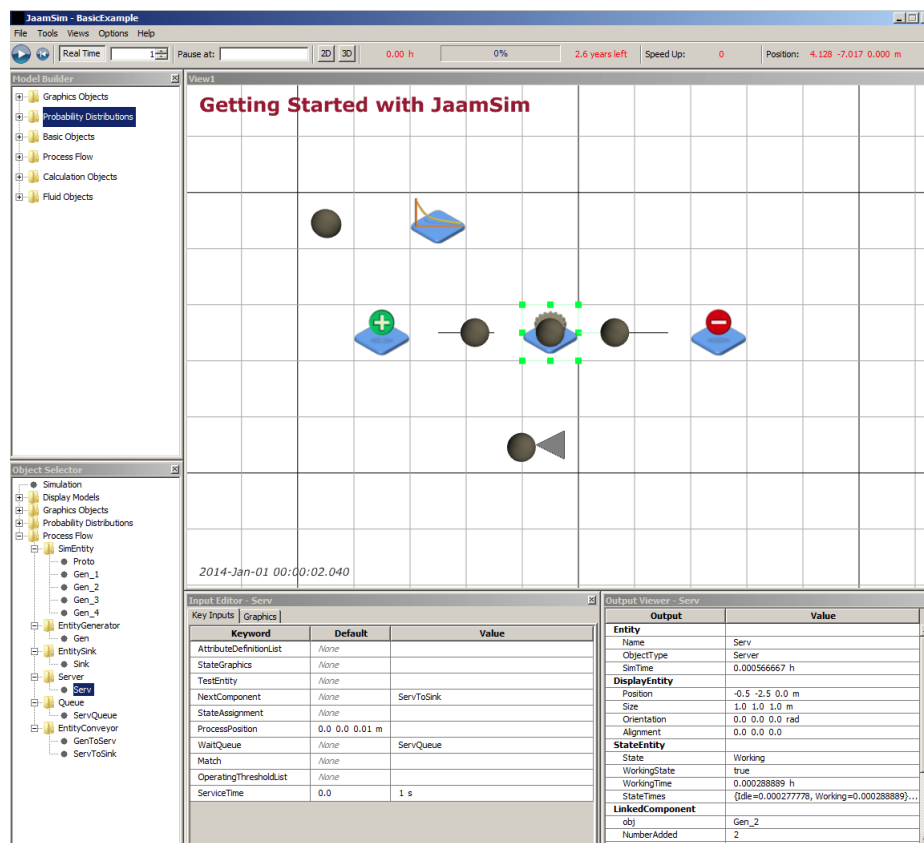 JaamSim - BasicExample
File Tools Views Options Help
Real Time 1 Pause at: 2D 3D 0.00 h 0% 2.6 years left Speed Up: 0 Position: 4.128 -7.017 0.000 m
Model Builder
Graphics Objects
Probability Distributions
Basic Objects
Process Flow
Calculation Objects
Fluid Objects
View1
Getting Started with JaamSim
2014-Jan-01 00:00:02.040
Object Selector
Simulation
Display Models
Graphics Objects
Probability Distributions
Process Flow
SimEntity
Proto
Gen_1
Gen_2
Gen_3
Gen_4
EntityGenerator
Gen
EntitySink
Sink
Server
Serv
Queue
ServQueue
EntityConveyor
GenToServ
ServToSink
Input Editor - Serv
Key Inputs Graphics
Keyword Default Value
AttributeDefinitionList None
StateGraphics None
TestEntity None
NextComponent None ServToSink
StateAssignment None
ProcessPosition 0.0 0.0 0.01 m
WaitQueue None ServQueue
Match None
OperatingThresholdList None
ServiceTime 0.0 1 s
Output Viewer - Serv
Output Value
Entity
Name Serv
ObjectType Server
SimTime 0.000566667 h
DisplayEntity
Position -0.5 -2.5 0.0 m
Size 1.0 1.0 1.0 m
Orientation 0.0 0.0 0.0 rad
Alignment 0.0 0.0 0.0
StateEntity
State Working
WorkingState true
WorkingTime 0.000288889 h
StateTimes {Idle=0.000277778, Working=0.000288889}...
LinkedComponent
obj Gen_2
NumberAdded 2